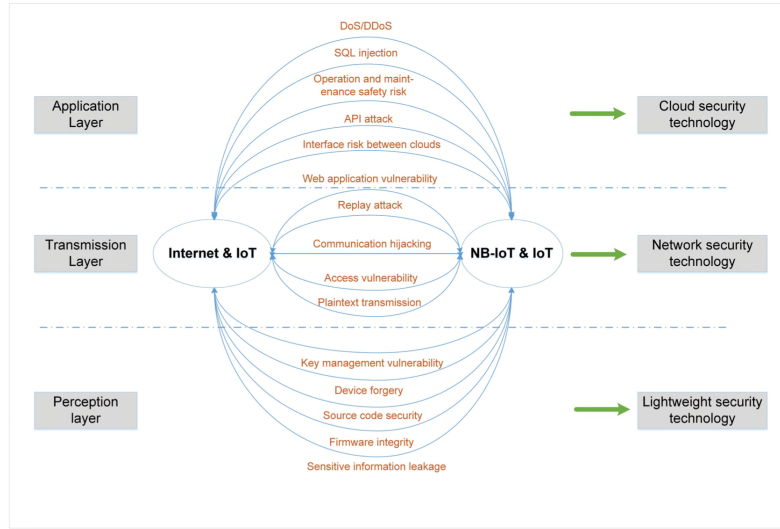 DoS/DDoS
SQL injection
Operation and maint-
enance safety risk
Application
Layer
API attack
Cloud security
technology
Interface risk between clouds
Web application vulnerability
Replay attack
Transmission
Layer
Internet & IoT
Communication hijacking
NB-IoT & IoT
Network security
technology
Access vulnerability
Plaintext transmission
Key management vulnerability
Device forgery
Perception
layer
Source code security
Lightweight security
technology
Firmware integrity
Sensitive information leakage